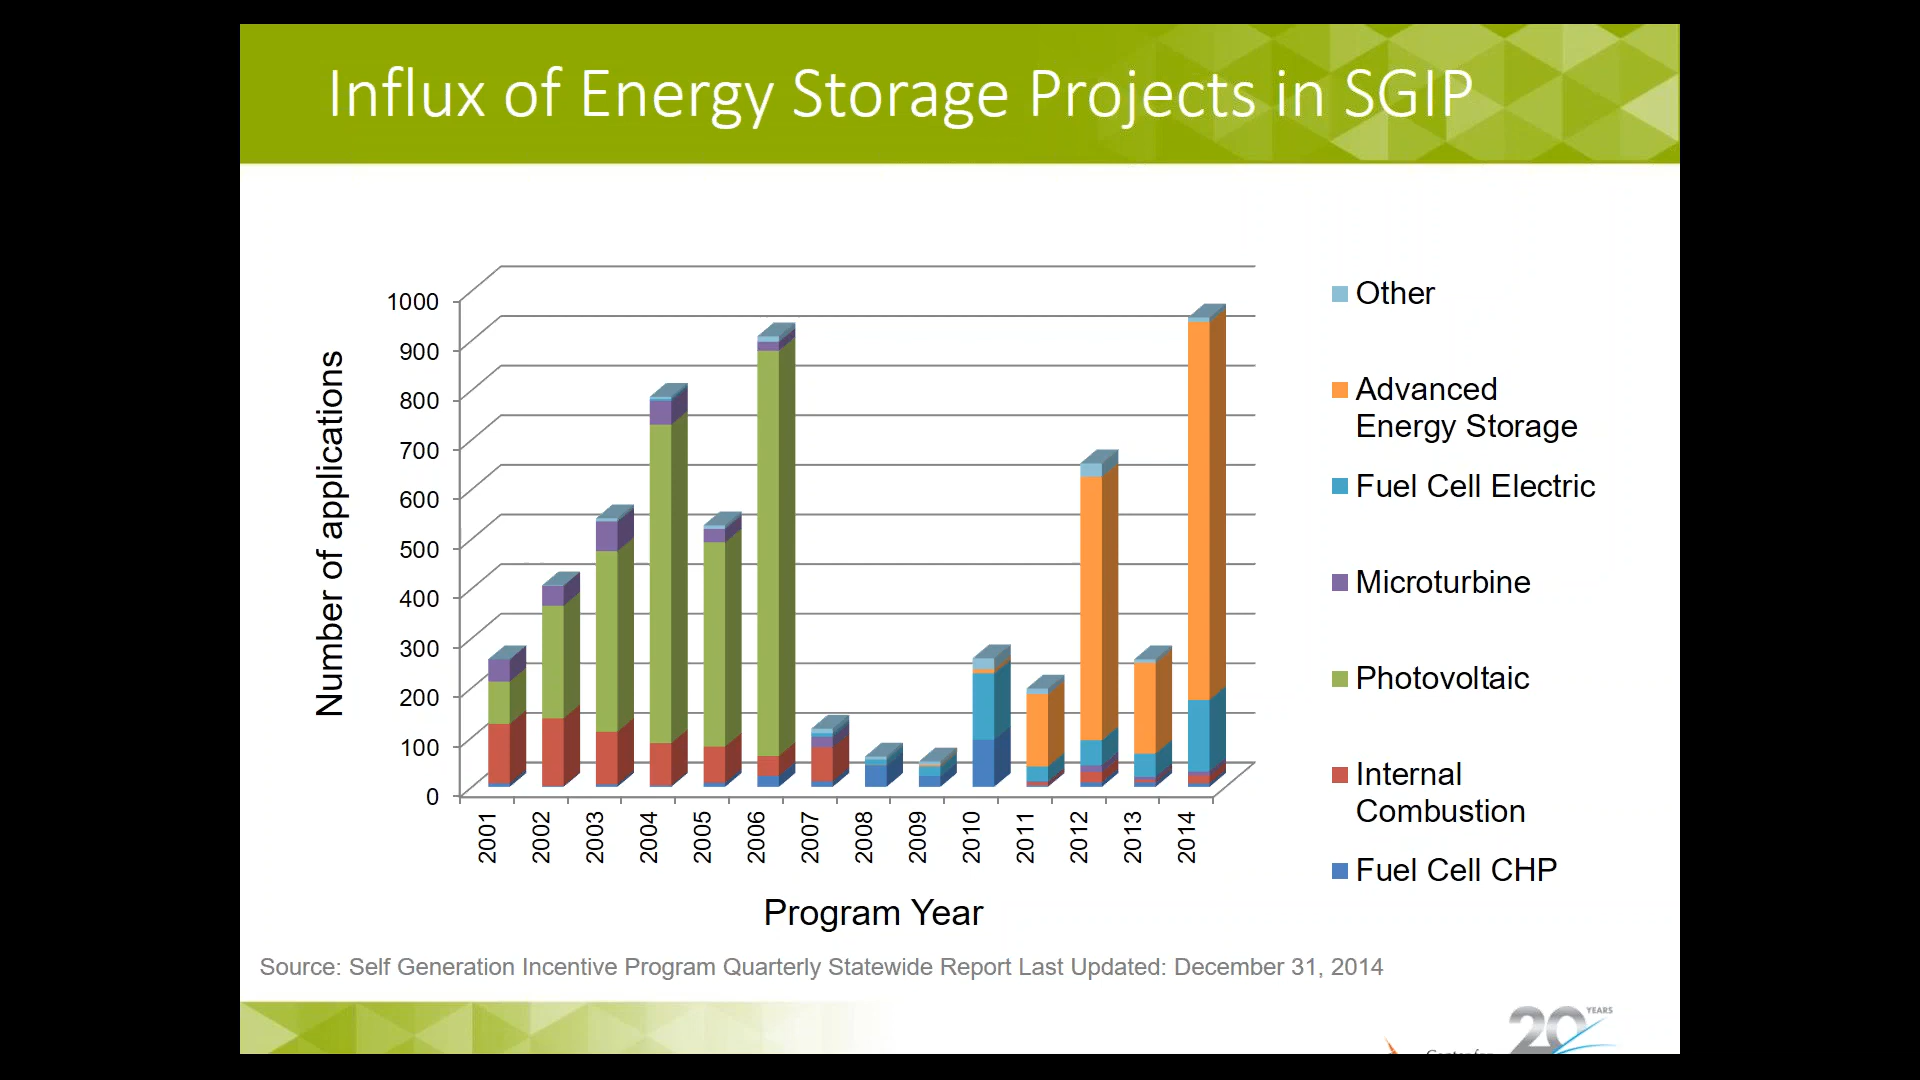 Influx of Energy Storage Projects in SGIP
Number of applications
1000
900
800
700
600
500
400
300
200
100
0
2001
2002
2003
2004
2005
2006
2007
2008
2009
2010
2011
2012
2013
2014
Program Year
Other
Advanced
Energy Storage
Fuel Cell Electric
Microturbine
Photovoltaic
Internal
Combustion
Fuel Cell CHP
Source: Self Generation Incentive Program Quarterly Statewide Report Last Updated: December 31, 2014
20 YEARS